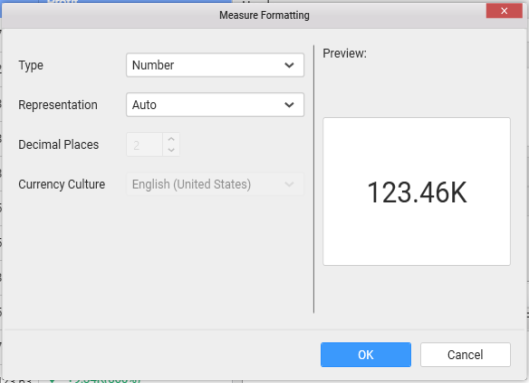 Measure Formatting
Type
Number
Preview:
Representation
Auto
Decimal Places
2
Currency Culture
English (United States)
123.46K
OK
Cancel